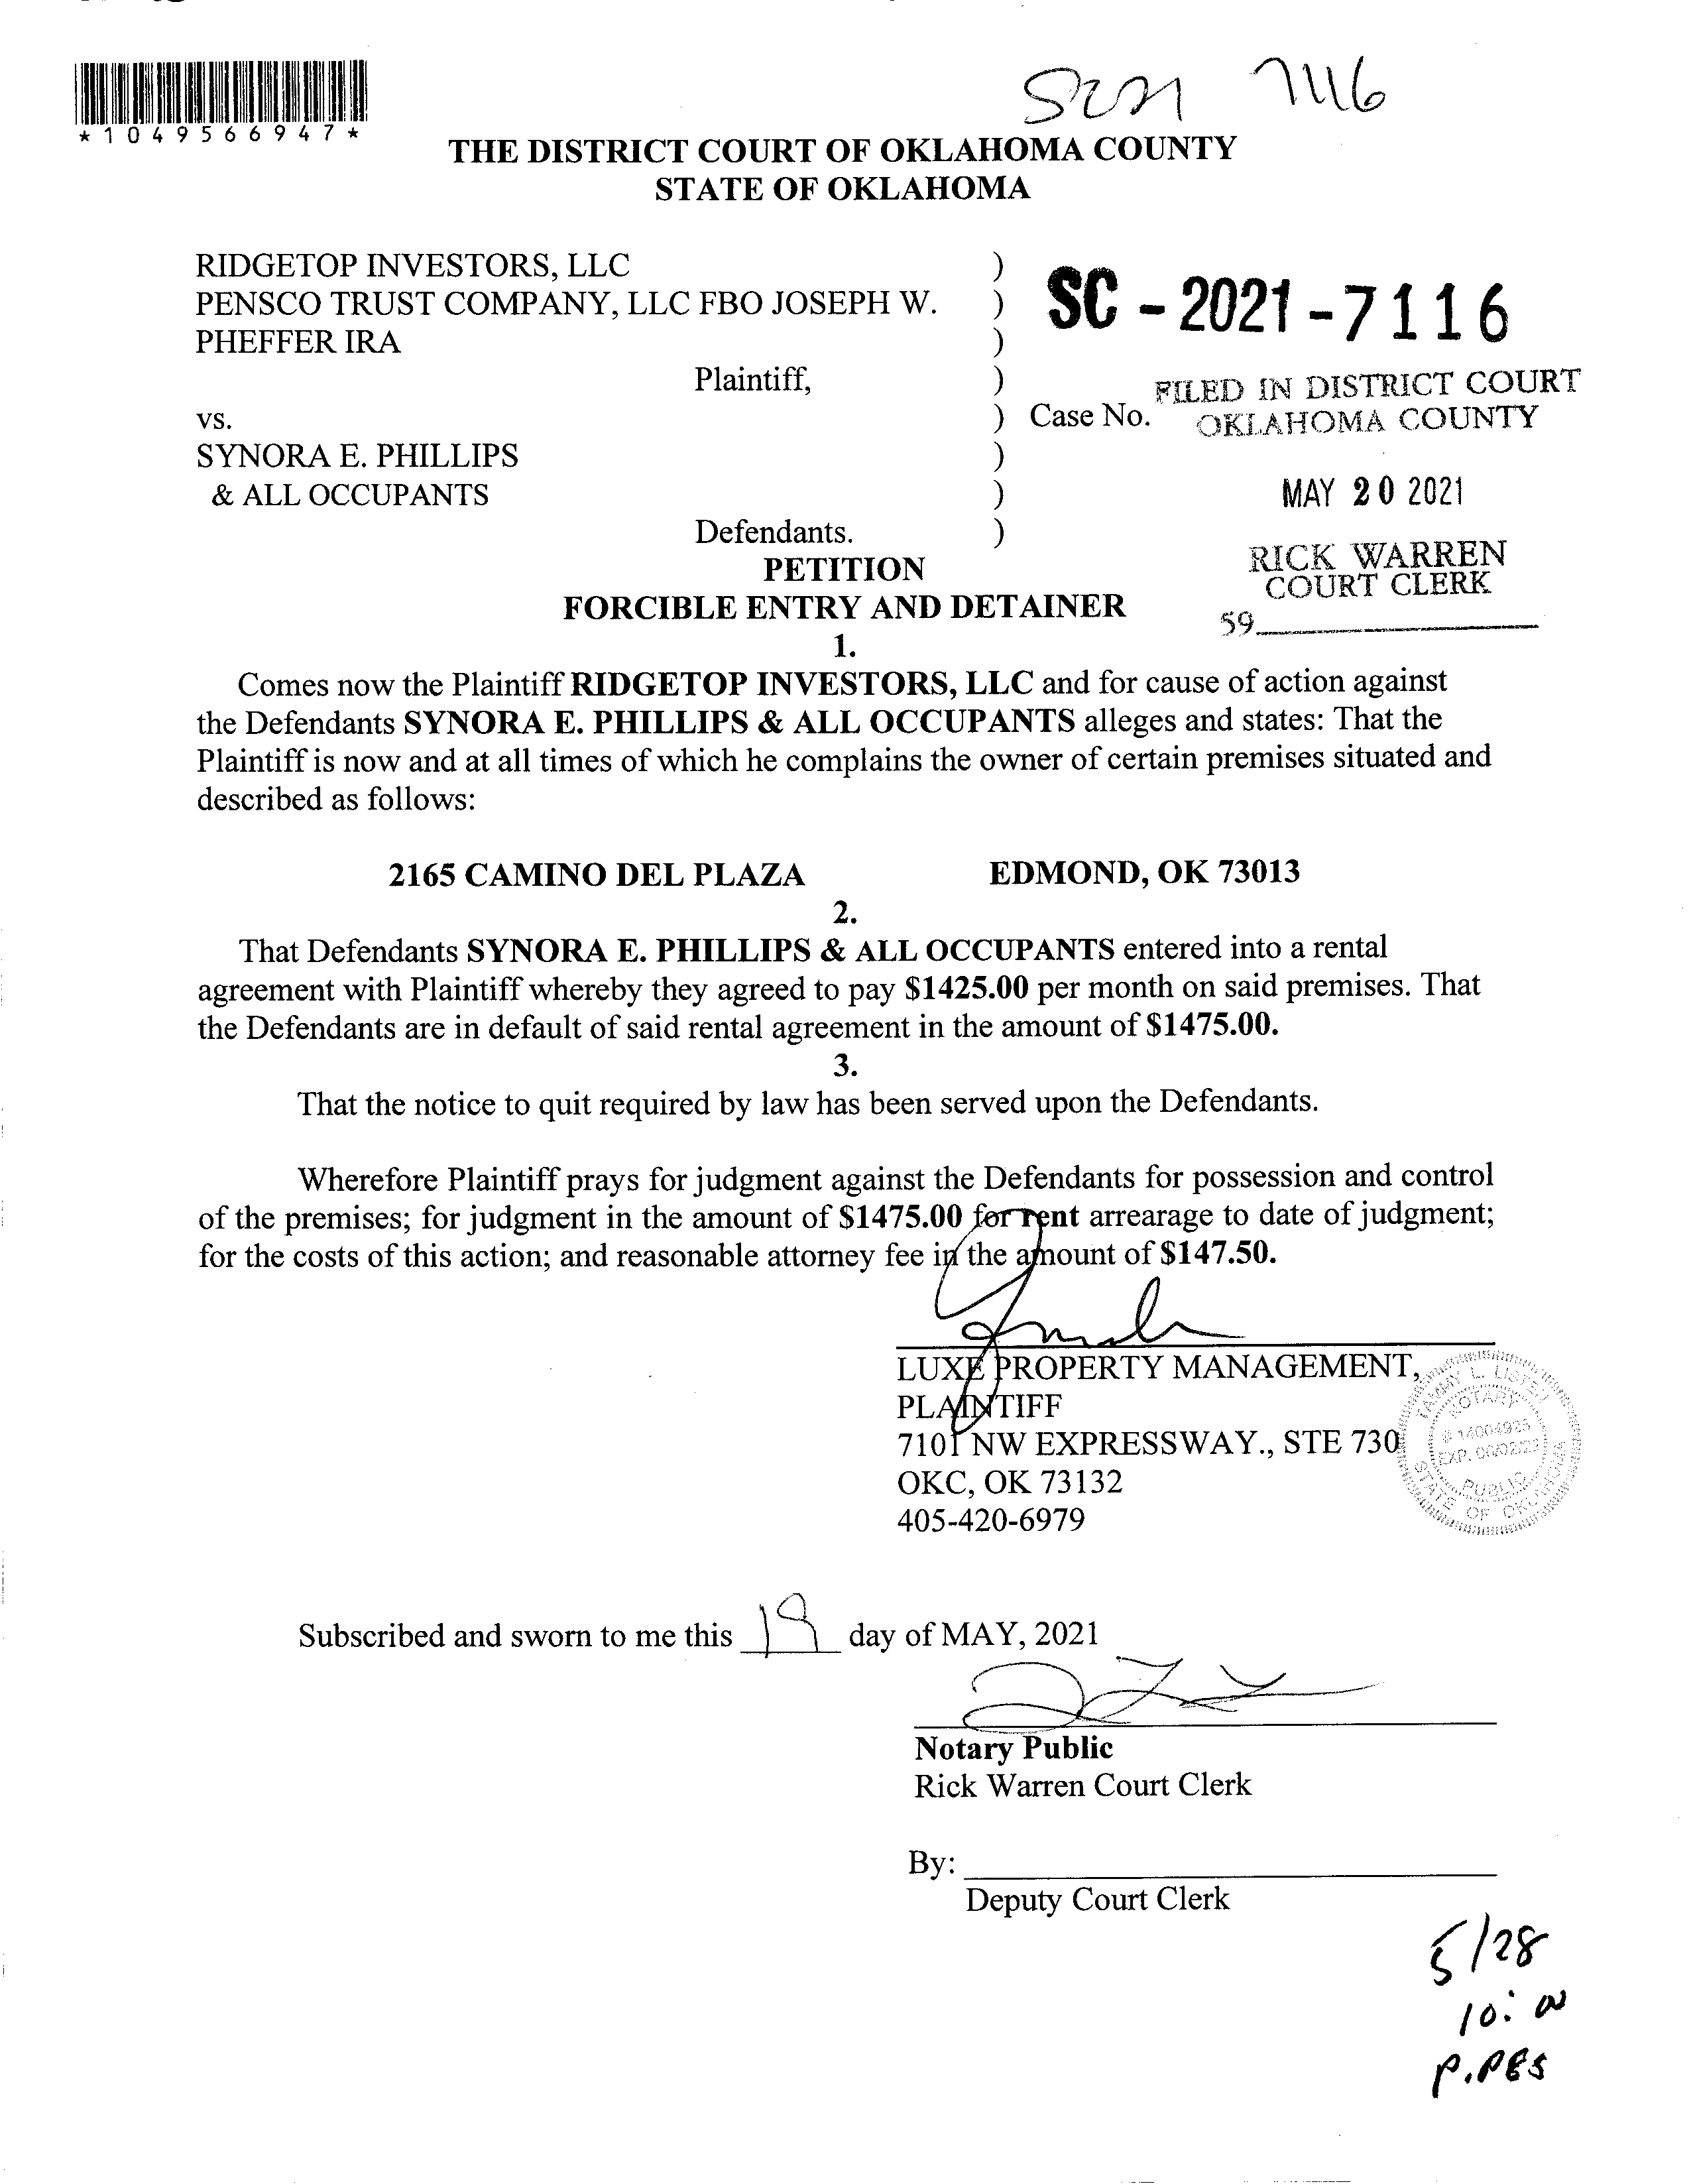 SC21 7116
*1049566947*
THE DISTRICT COURT OF OKLAHOMA COUNTY
STATE OF OKLAHOMA
RIDGETOP INVESTORS, LLC )
PENSCO TRUST COMPANY, LLC FBO JOSEPH W. )
PHEFFER IRA )
SC - 2021 - 7116
Plaintiff, )
FILED IN DISTRICT COURT
vs. ) Case No.
OKLAHOMA COUNTY
SYNORA E. PHILLIPS )
& ALL OCCUPANTS )
MAY 20 2021
Defendants. )
PETITION
RICK WARREN
COURT CLERK
FORCIBLE ENTRY AND DETAINER
59
1.
Comes now the Plaintiff RIDGETOP INVESTORS, LLC and for cause of action against
the Defendants SYNORA E. PHILLIPS & ALL OCCUPANTS alleges and states: That the
Plaintiff is now and at all times of which he complains the owner of certain premises situated and
described as follows:
2165 CAMINO DEL PLAZA EDMOND, OK 73013
2.
That Defendants SYNORA E. PHILLIPS & ALL OCCUPANTS entered into a rental
agreement with Plaintiff whereby they agreed to pay $1425.00 per month on said premises. That
the Defendants are in default of said rental agreement in the amount of $1475.00.
3.
That the notice to quit required by law has been served upon the Defendants.
Wherefore Plaintiff prays for judgment against the Defendants for possession and control
of the premises; for judgment in the amount of $1475.00 for rent arrearage to date of judgment;
for the costs of this action; and reasonable attorney fee in the amount of $147.50.
LUXE PROPERTY MANAGEMENT,
PLAINTIFF
7101 NW EXPRESSWAY., STE 730
OKC, OK 73132
405-420-6979
TAMMY L. LISTEN
NOTARY
# 14004925
EXP.
PUBLIC
STATE OF OKLAHOMA
Subscribed and sworn to me this 19 day of MAY, 2021
Notary Public
Rick Warren Court Clerk
By:
Deputy Court Clerk
5/28
10:00